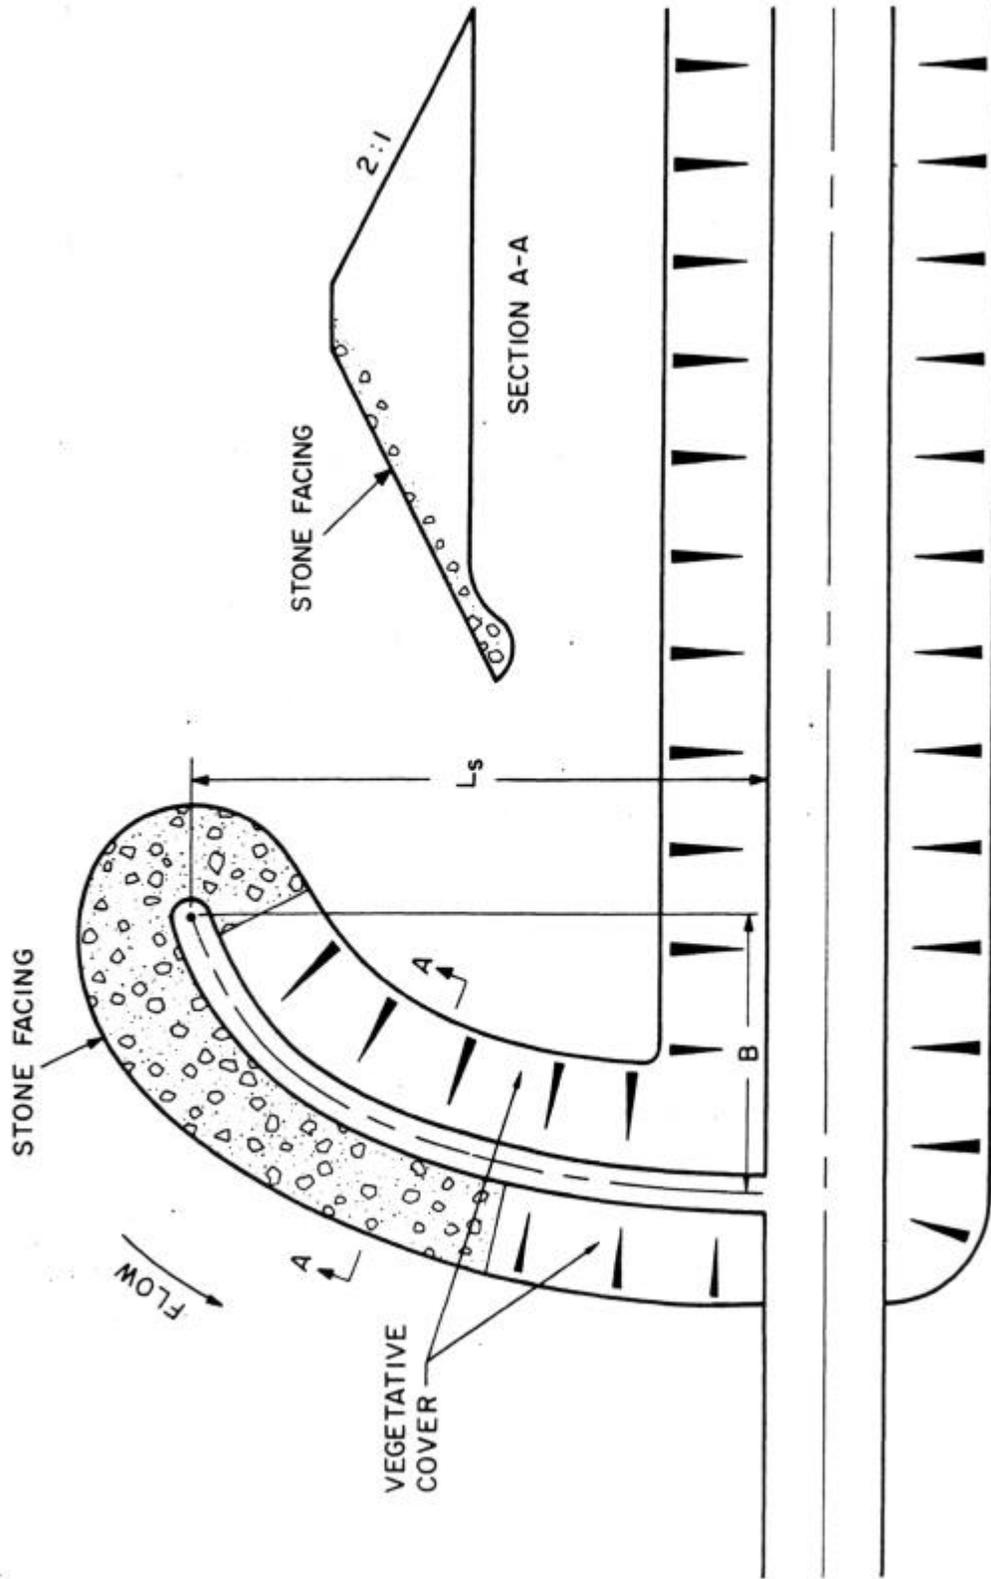 STONE FACING
FLOW
A
A
VEGETATIVE
COVER
B
Ls
STONE FACING
2:1
SECTION A-A